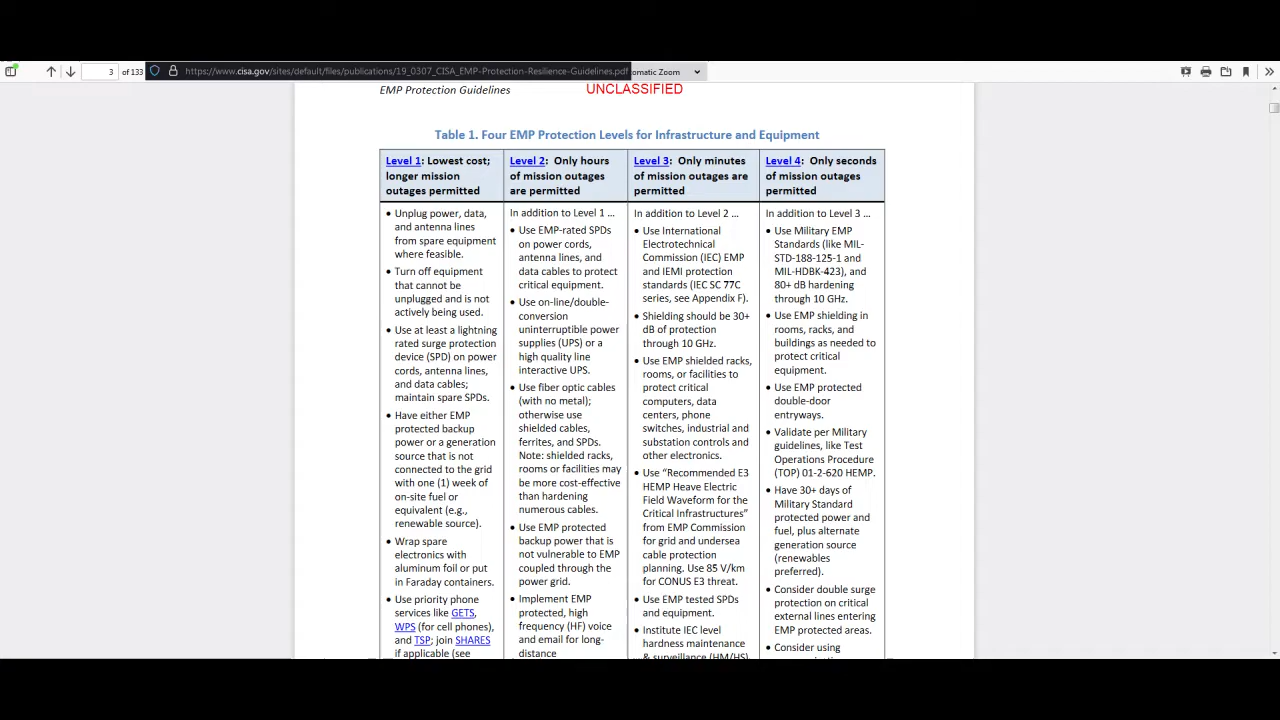 3 of 133
https://www.cisa.gov/sites/default/files/publications/19_0307_CISA_EMP-Protection-Resilience-Guidelines.pdf
omatic Zoom
EMP Protection Guidelines
UNCLASSIFIED
Table 1. Four EMP Protection Levels for Infrastructure and Equipment
Level 1: Lowest cost;
longer mission
outages permitted
Level 2: Only hours
of mission outages
are permitted
Level 3: Only minutes
of mission outages are
permitted
Level 4: Only seconds
of mission outages
permitted
• Unplug power, data,
and antenna lines
from spare equipment
where feasible.
• Turn off equipment
that cannot be
unplugged and is not
actively being used.
• Use at least a lightning
rated surge protection
device (SPD) on power
cords, antenna lines,
and data cables;
maintain spare SPDs.
• Have either EMP
protected backup
power or a generation
source that is not
connected to the grid
with one (1) week of
on-site fuel or
equivalent (e.g.,
renewable source).
• Wrap spare
electronics with
aluminum foil or put
in Faraday containers.
• Use priority phone
services like GETS,
WPS (for cell phones),
and TSP; join SHARES
if applicable (see
In addition to Level 1 ...
• Use EMP-rated SPDs
on power cords,
antenna lines, and
data cables to protect
critical equipment.
• Use on-line/double-
conversion
uninterruptible power
supplies (UPS) or a
high quality line
interactive UPS.
• Use fiber optic cables
(with no metal);
otherwise use
shielded cables,
ferrites, and SPDs.
Note: shielded racks,
rooms or facilities may
be more cost-effective
than hardening
numerous cables.
• Use EMP protected
backup power that is
not vulnerable to EMP
coupled through the
power grid.
• Implement EMP
protected, high
frequency (HF) voice
and email for long-
distance
In addition to Level 2 ...
• Use International
Electrotechnical
Commission (IEC) EMP
and IEMI protection
standards (IEC SC 77C
series, see Appendix F).
• Shielding should be 30+
dB of protection
through 10 GHz.
• Use EMP shielded racks,
rooms, or facilities to
protect critical
computers, data
centers, phone
switches, industrial and
substation controls and
other electronics.
• Use “Recommended E3
HEMP Heave Electric
Field Waveform for the
Critical Infrastructures”
from EMP Commission
for grid and undersea
cable protection
planning. Use 85 V/km
for CONUS E3 threat.
• Use EMP tested SPDs
and equipment.
• Institute IEC level
hardness maintenance
& surveillance (HM/HS)
In addition to Level 3 ...
• Use Military EMP
Standards (like MIL-
STD-188-125-1 and
MIL-HDBK-423), and
80+ dB hardening
through 10 GHz.
• Use EMP shielding in
rooms, racks, and
buildings as needed to
protect critical
equipment.
• Use EMP protected
double-door
entryways.
• Validate per Military
guidelines, like Test
Operations Procedure
(TOP) 01-2-620 HEMP.
• Have 30+ days of
Military Standard
protected power and
fuel, plus alternate
generation source
(renewables
preferred).
• Consider double surge
protection on critical
external lines entering
EMP protected areas.
• Consider using